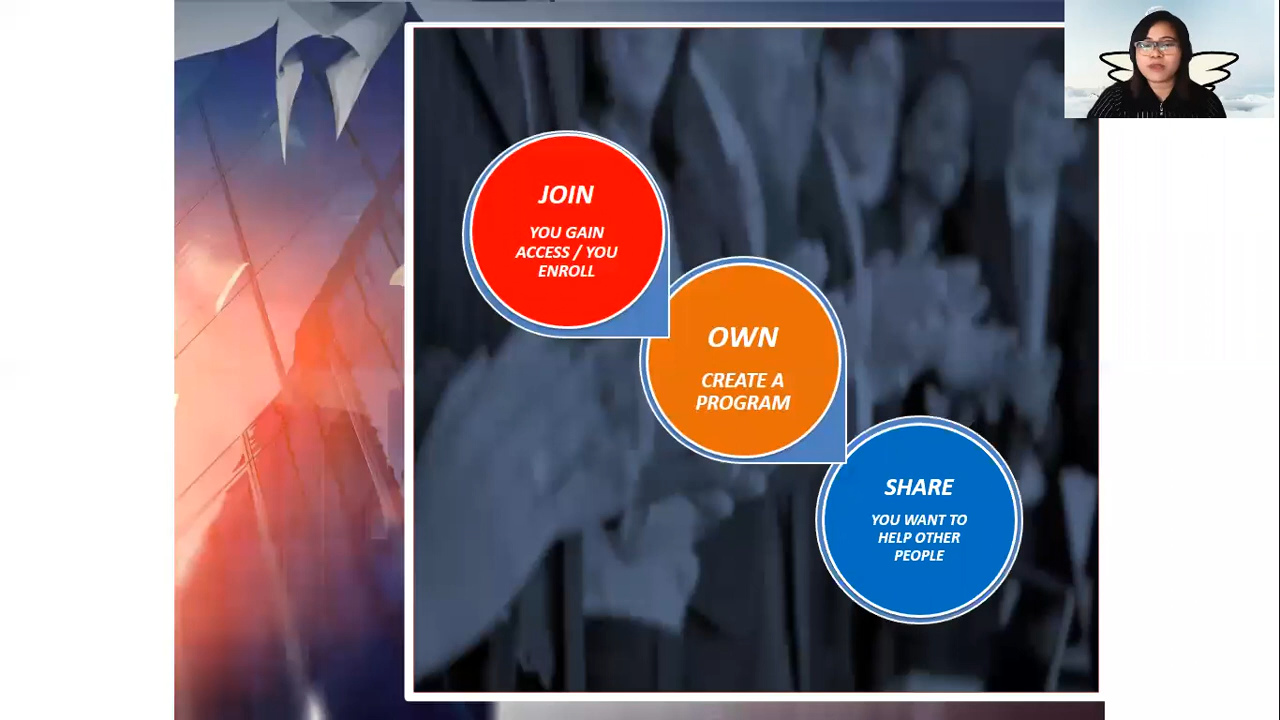 JOIN
YOU GAIN
ACCESS / YOU
ENROLL
OWN
CREATE A
PROGRAM
SHARE
YOU WANT TO
HELP OTHER
PEOPLE